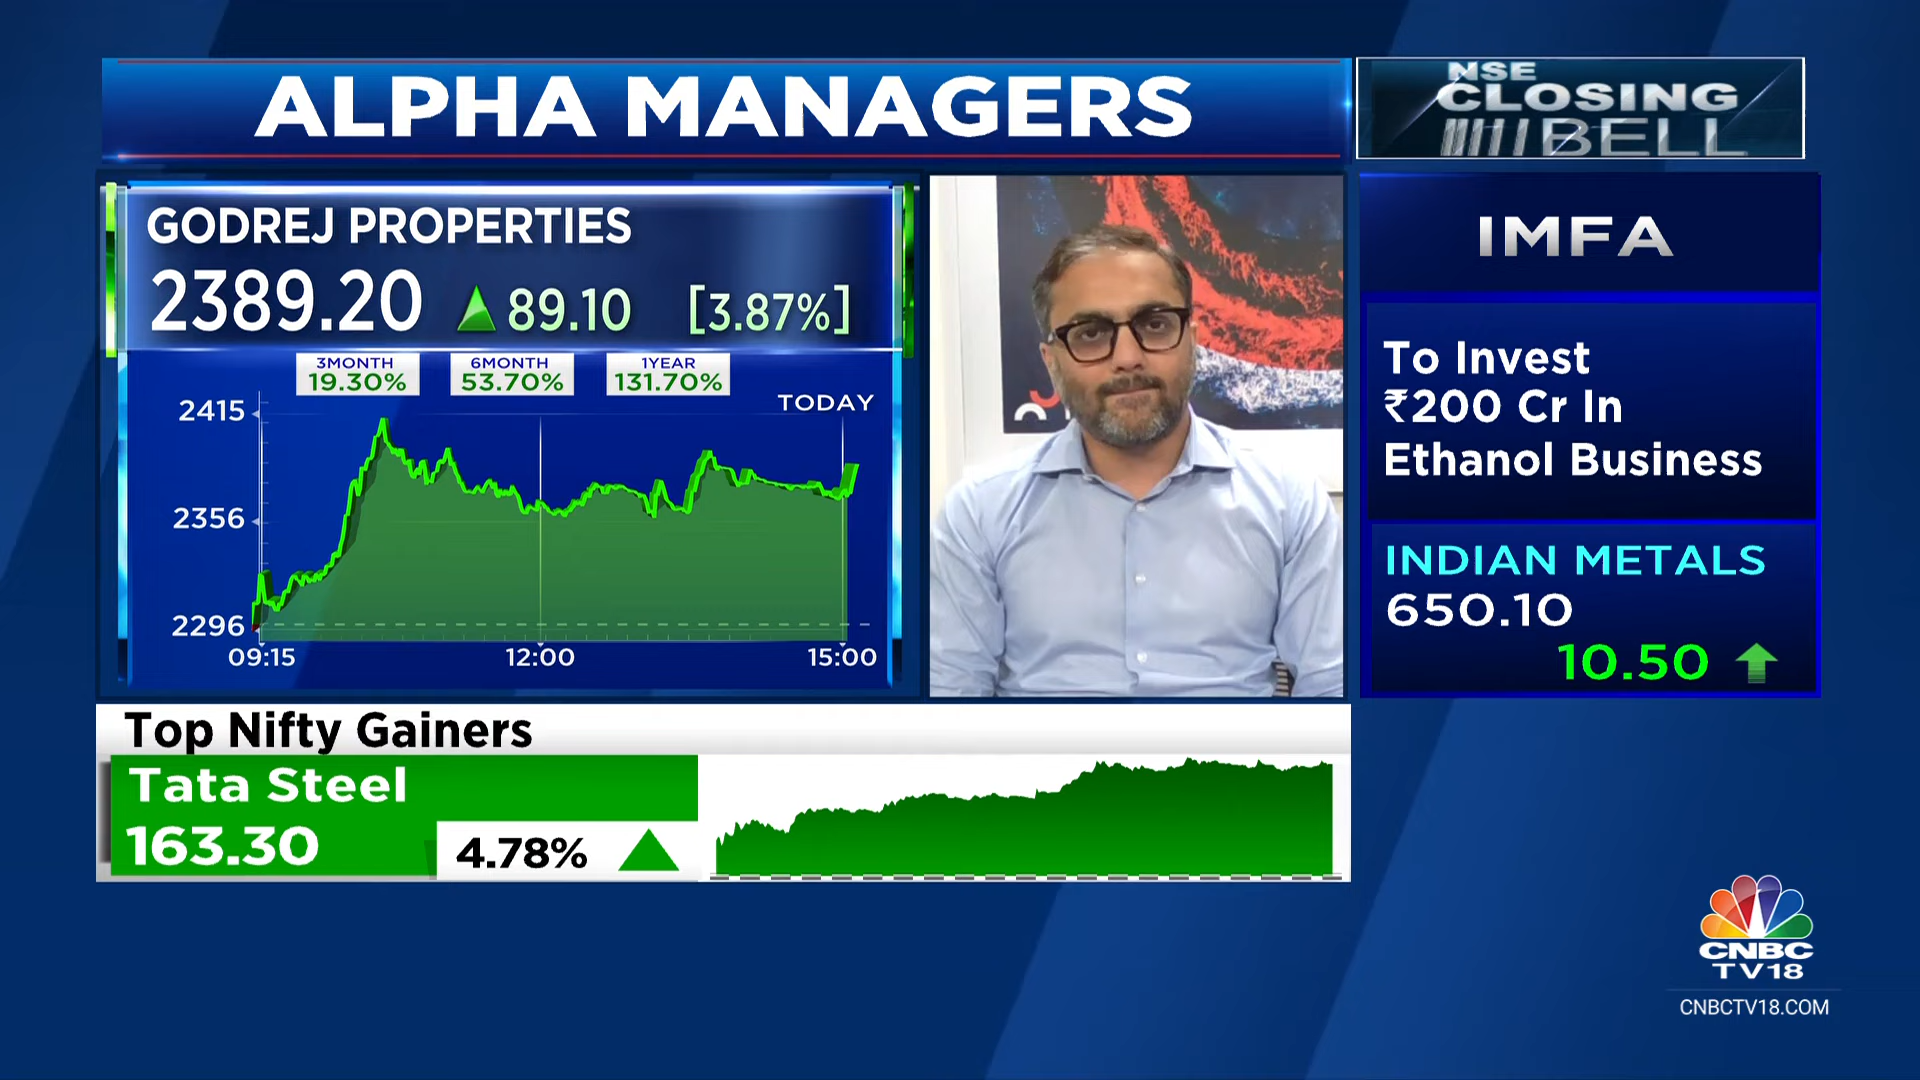 ALPHA MANAGERS
NSE
CLOSING
BELL
GODREJ PROPERTIES
2389.20 ▲ 89.10 [3.87%]
3MONTH
19.30%
6MONTH
53.70%
1YEAR
131.70%
TODAY
2415
2356
2296
09:15 12:00 15:00
IMFA
To Invest
₹200 Cr In
Ethanol Business
INDIAN METALS
650.10
10.50
Top Nifty Gainers
Tata Steel
163.30
4.78%
CNBC
TV18
CNBCTV18.COM